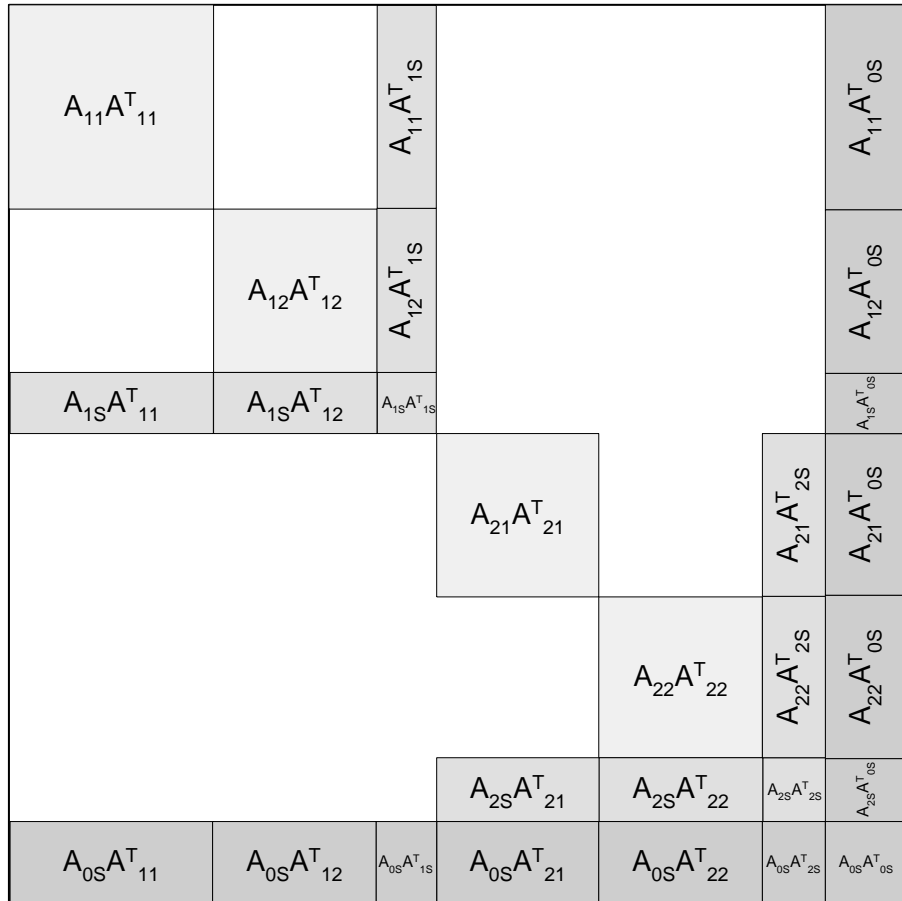 A₁₁Aᵀ₁₁ A₁₁Aᵀ₁S A₁₁Aᵀ₀S
A₁₂Aᵀ₁₂ A₁₂Aᵀ₁S A₁₂Aᵀ₀S
A₁SAᵀ₁₁ A₁SAᵀ₁₂ A₁SAᵀ₁S A₁SAᵀ₀S
A₂₁Aᵀ₂₁ A₂₁Aᵀ₂S A₂₁Aᵀ₀S
A₂₂Aᵀ₂₂ A₂₂Aᵀ₂S A₂₂Aᵀ₀S
A₂SAᵀ₂₁ A₂SAᵀ₂₂ A₂SAᵀ₂S A₂SAᵀ₀S
A₀SAᵀ₁₁ A₀SAᵀ₁₂ A₀SAᵀ₁S A₀SAᵀ₂₁ A₀SAᵀ₂₂ A₀SAᵀ₂S A₀SAᵀ₀S